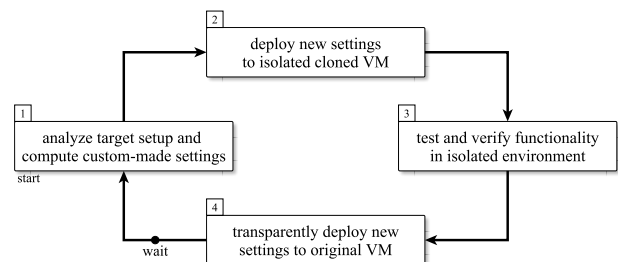 2
deploy new settings
to isolated cloned VM
1
analyze target setup and
compute custom-made settings
start
3
test and verify functionality
in isolated environment
4
transparently deploy new
settings to original VM
wait